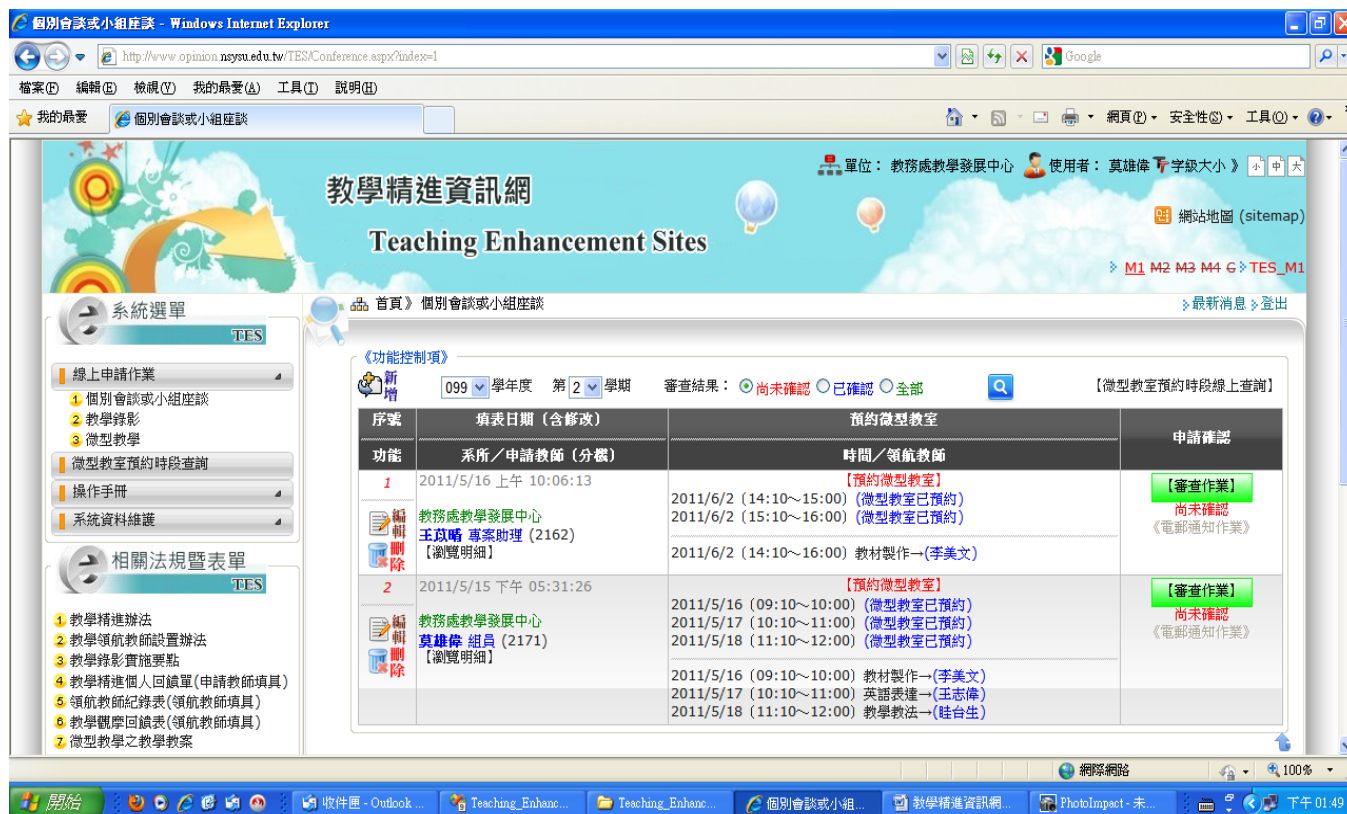 個別會談或小組座談 - Windows Internet Explorer
http://www.opinion.nsysu.edu.tw/TES/Conference.aspx?index=1
Google
檔案(F) 編輯(E) 檢視(V) 我的最愛(A) 工具(T) 說明(H)
我的最愛 個別會談或小組座談 網頁(P) 安全性(S) 工具(O)
單位： 教務處教學發展中心 使用者： 莫雄偉 字級大小 》 小 中 大
教學精進資訊網
Teaching Enhancement Sites
網站地圖 (sitemap)
M1 M2 M3 M4 G TES_M1
首頁》 個別會談或小組座談 最新消息 登出
系統選單
TES
線上申請作業
1 個別會談或小組座談
2 教學錄影
3 微型教學
微型教室預約時段查詢
操作手冊
系統資料維護
相關法規暨表單
TES
1 教學精進辦法
2 教學領航教師設置辦法
3 教學錄影實施要點
4 教學精進個人回饋單(申請教師填具)
5 領航教師紀錄表(領航教師填具)
6 教學觀摩回饋表(領航教師填具)
7 微型教學之教學教案
《功能控制項》
新增 099 學年度 第 2 學期 審查結果： 尚未確認 已確認 全部 【微型教室預約時段線上查詢】
序號 填表日期（含修改） 預約微型教室 申請確認
功能 系所／申請教師（分機） 時間／領航教師
1 2011/5/16 上午 10:06:13 【預約微型教室】 【審查作業】
2011/6/2 (14:10～15:00) (微型教室已預約) 尚未確認
編輯 教務處教學發展中心 2011/6/2 (15:10～16:00) (微型教室已預約) 《電郵通知作業》
王苡晴 專案助理 (2162)
刪除 【瀏覽明細】 2011/6/2 (14:10～16:00) 教材製作→(李美文)
2 2011/5/15 下午 05:31:26 【預約微型教室】 【審查作業】
2011/5/16 (09:10～10:00) (微型教室已預約) 尚未確認
編輯 教務處教學發展中心 2011/5/17 (10:10～11:00) (微型教室已預約) 《電郵通知作業》
莫雄偉 組員 (2171) 2011/5/18 (11:10～12:00) (微型教室已預約)
刪除 【瀏覽明細】
2011/5/16 (09:10～10:00) 教材製作→(李美文)
2011/5/17 (10:10～11:00) 英語表達→(王志偉)
2011/5/18 (11:10～12:00) 教學教法→(眭台生)
網際網路 100%
開始 收件匣 - Outlook ... Teaching_Enhanc... Teaching_Enhanc... 個別會談或小組... 教學精進資訊網... PhotoImpact - 未... 下午 01:49